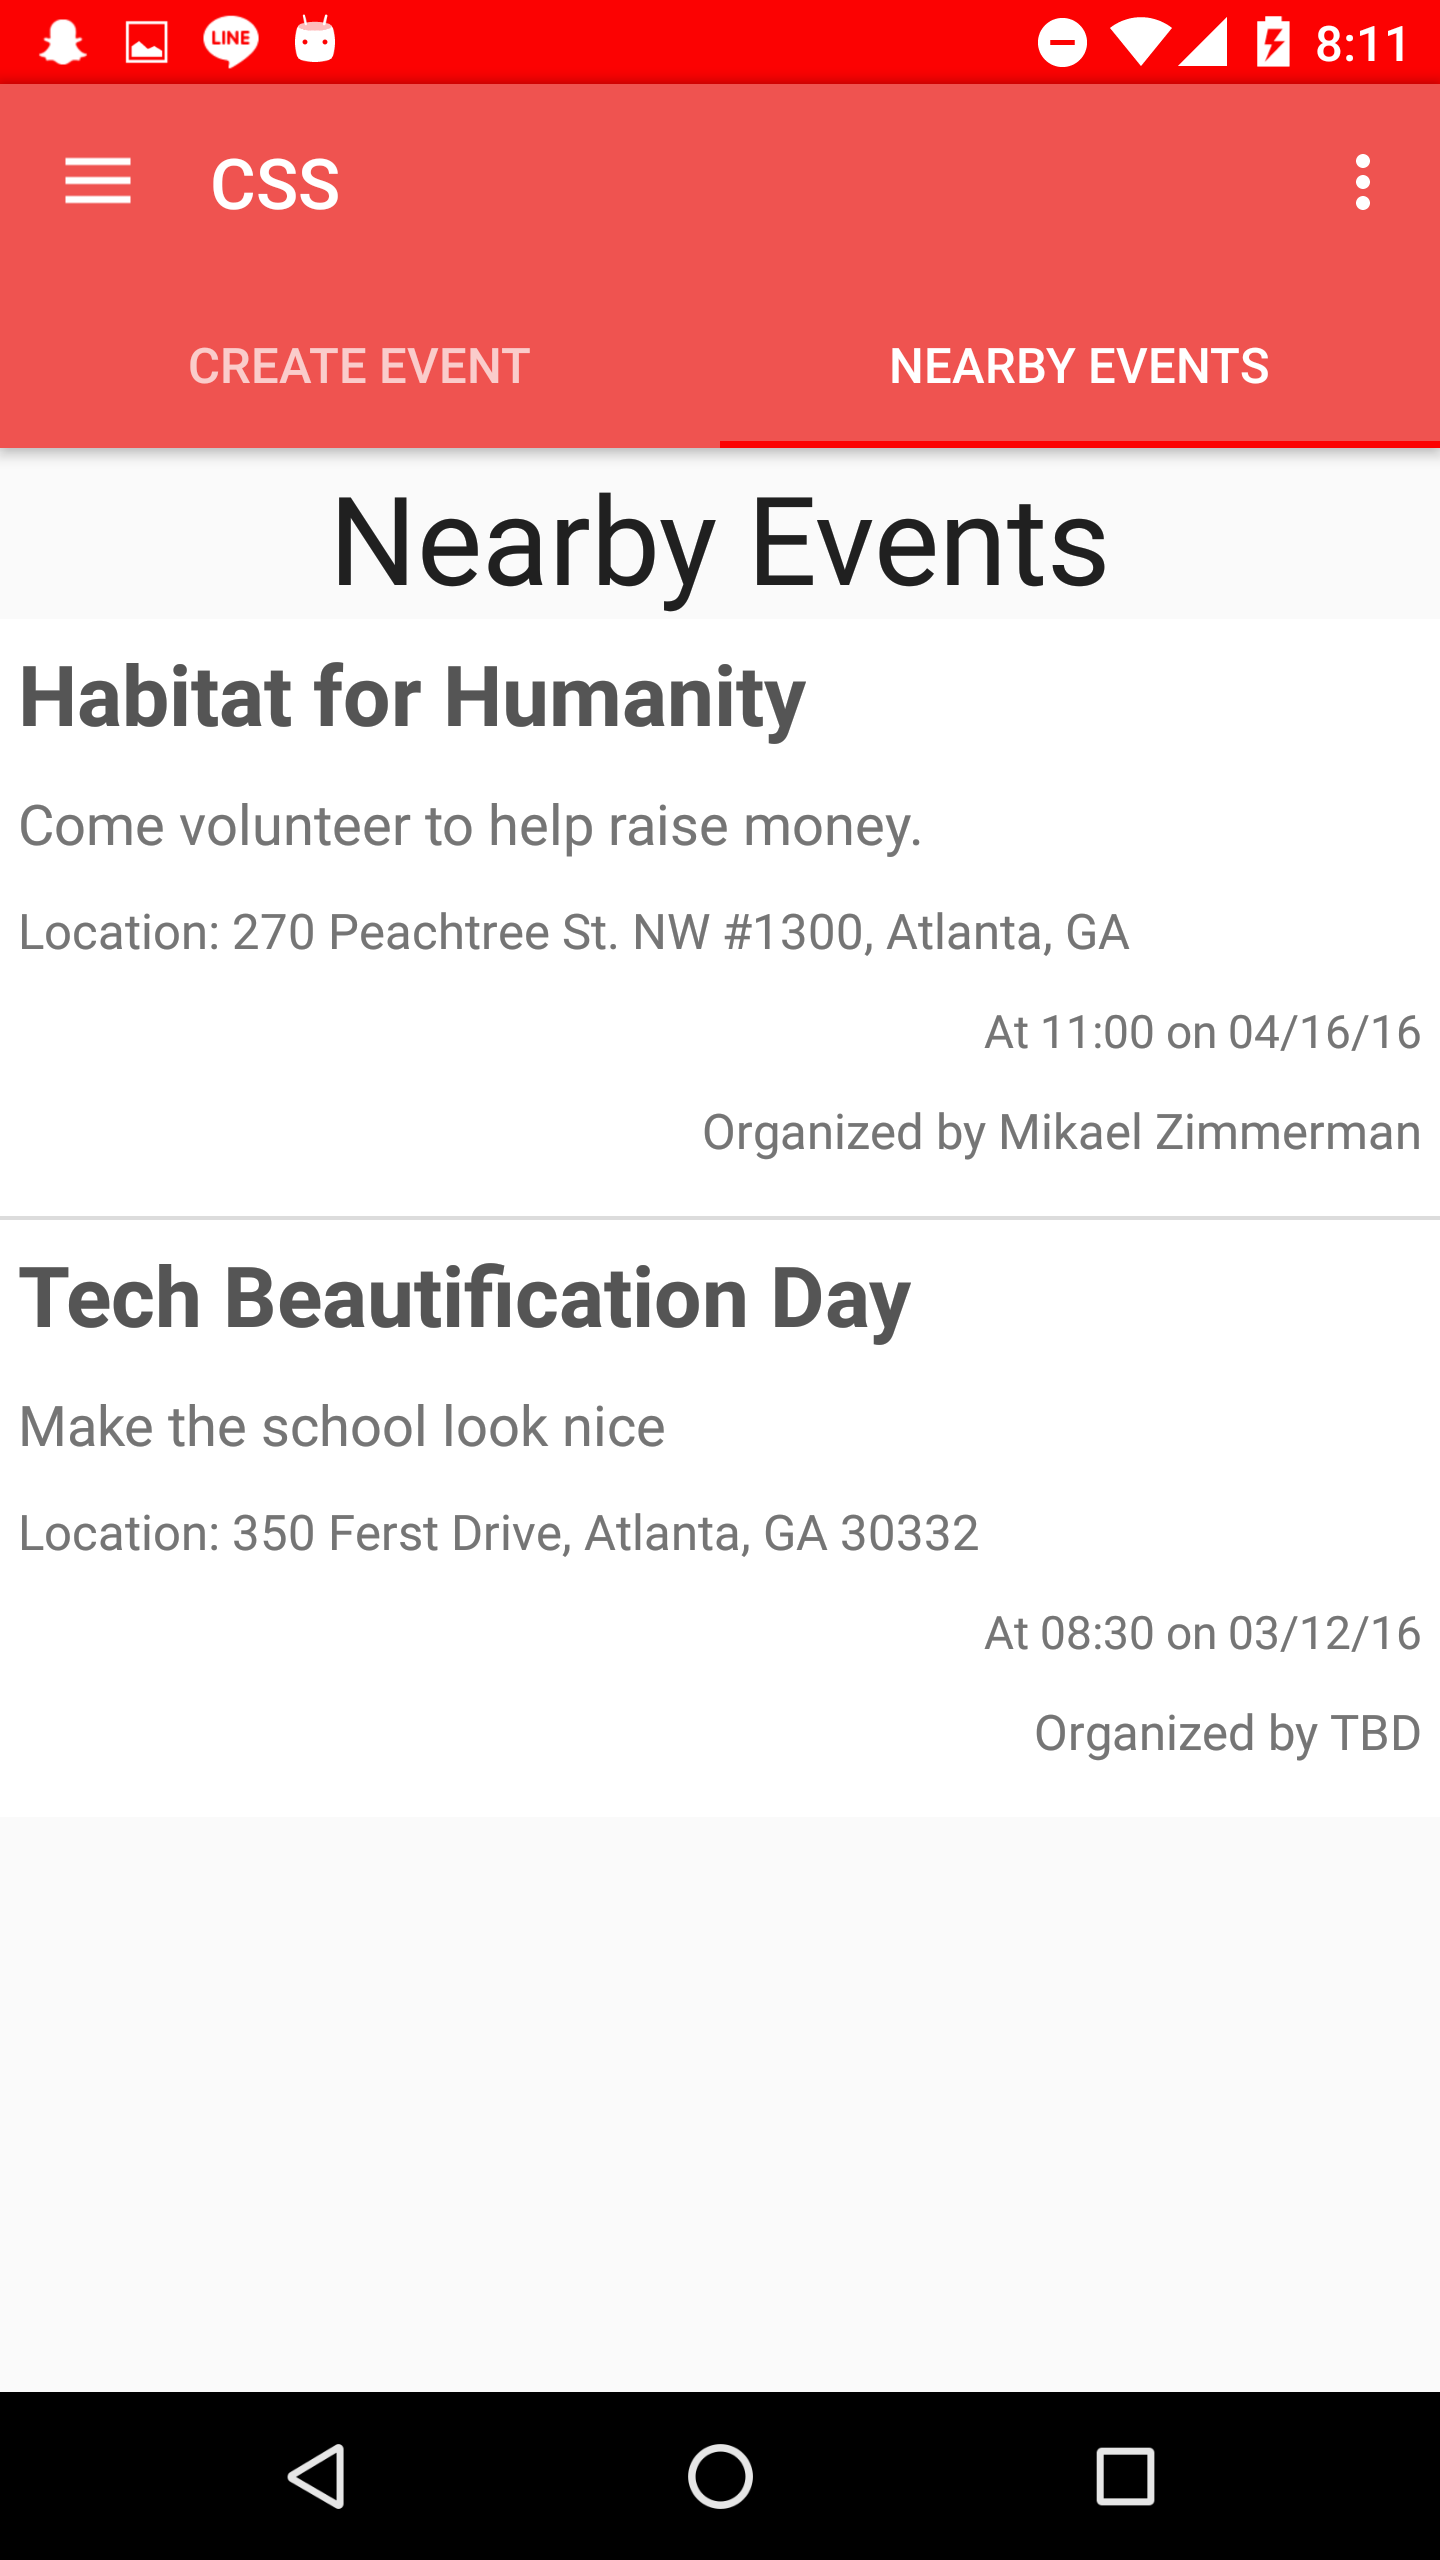 LINE
8:11
CSS
CREATE EVENT
NEARBY EVENTS
Nearby Events
Habitat for Humanity
Come volunteer to help raise money.
Location: 270 Peachtree St. NW #1300, Atlanta, GA
At 11:00 on 04/16/16
Organized by Mikael Zimmerman
Tech Beautification Day
Make the school look nice
Location: 350 Ferst Drive, Atlanta, GA 30332
At 08:30 on 03/12/16
Organized by TBD